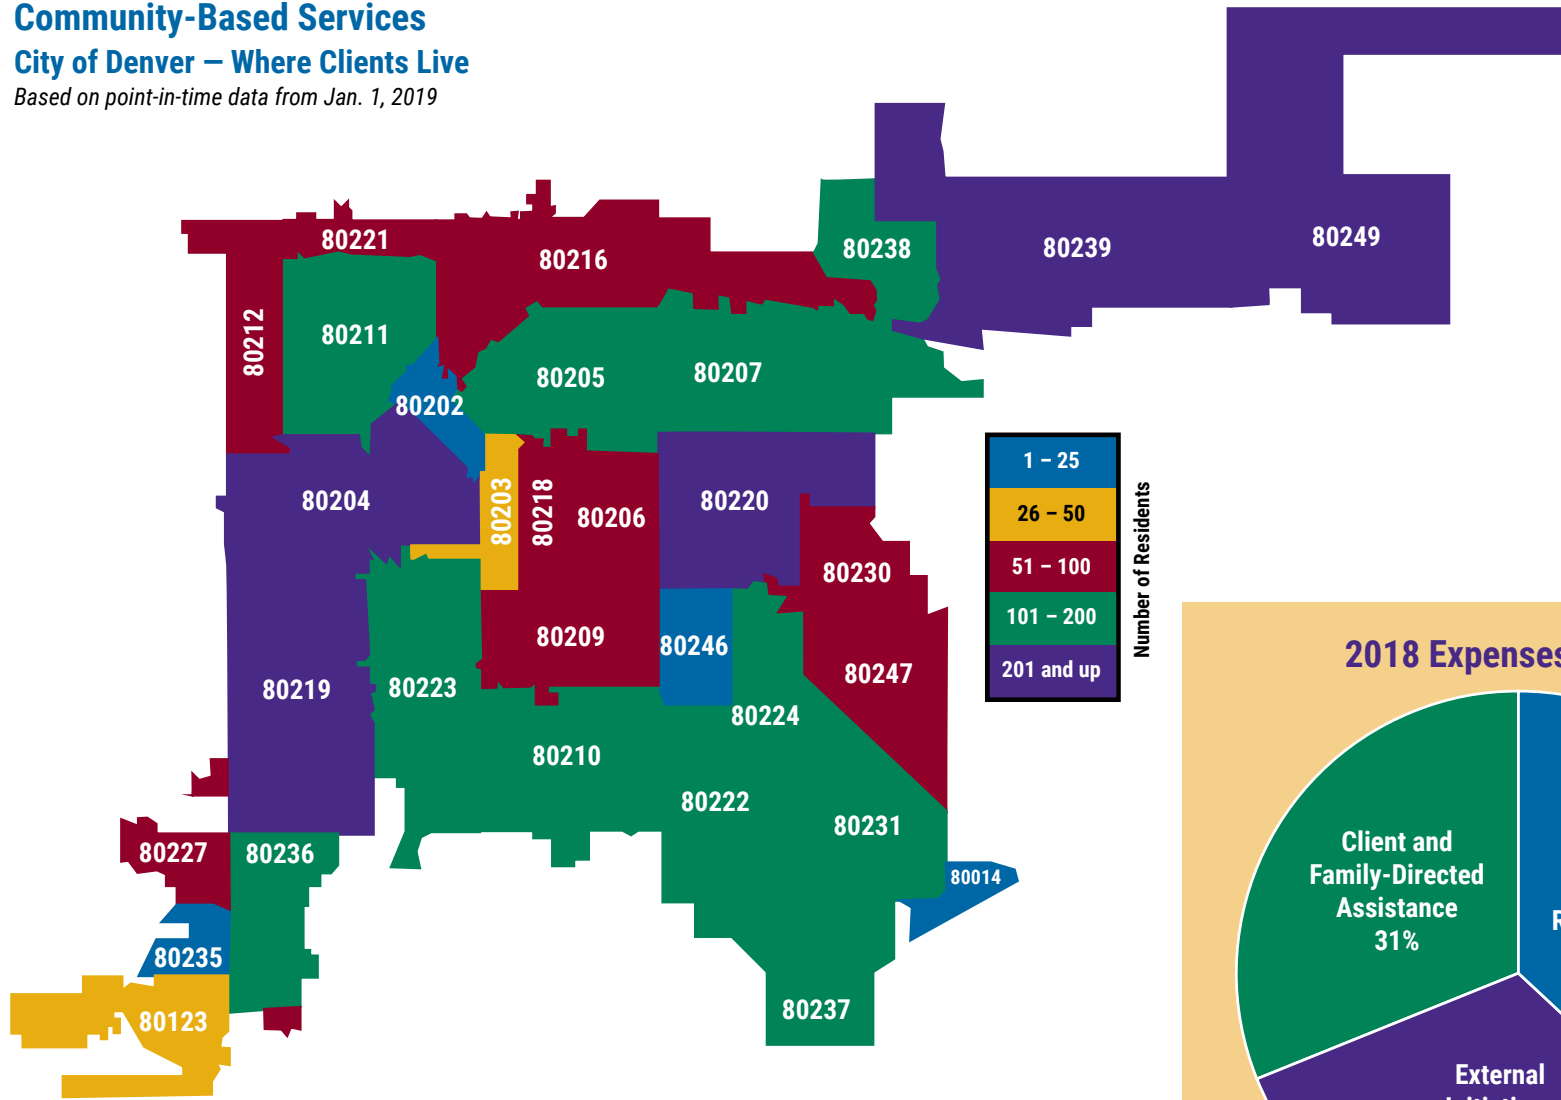 Community-Based Services
City of Denver – Where Clients Live
Based on point-in-time data from Jan. 1, 2019
80221
80216
80238
80239
80249
80212
80211
80205
80207
80202
80204
80203
80218
80206
80220
80230
80209
80246
80247
80219
80223
80224
80210
80222
80231
80227
80236
80014
80235
80123
80237
1 – 25
26 – 50
51 – 100
101 – 200
201 and up
Number of Residents
2018 Expenses
Client and
Family-Directed
Assistance
31%
External